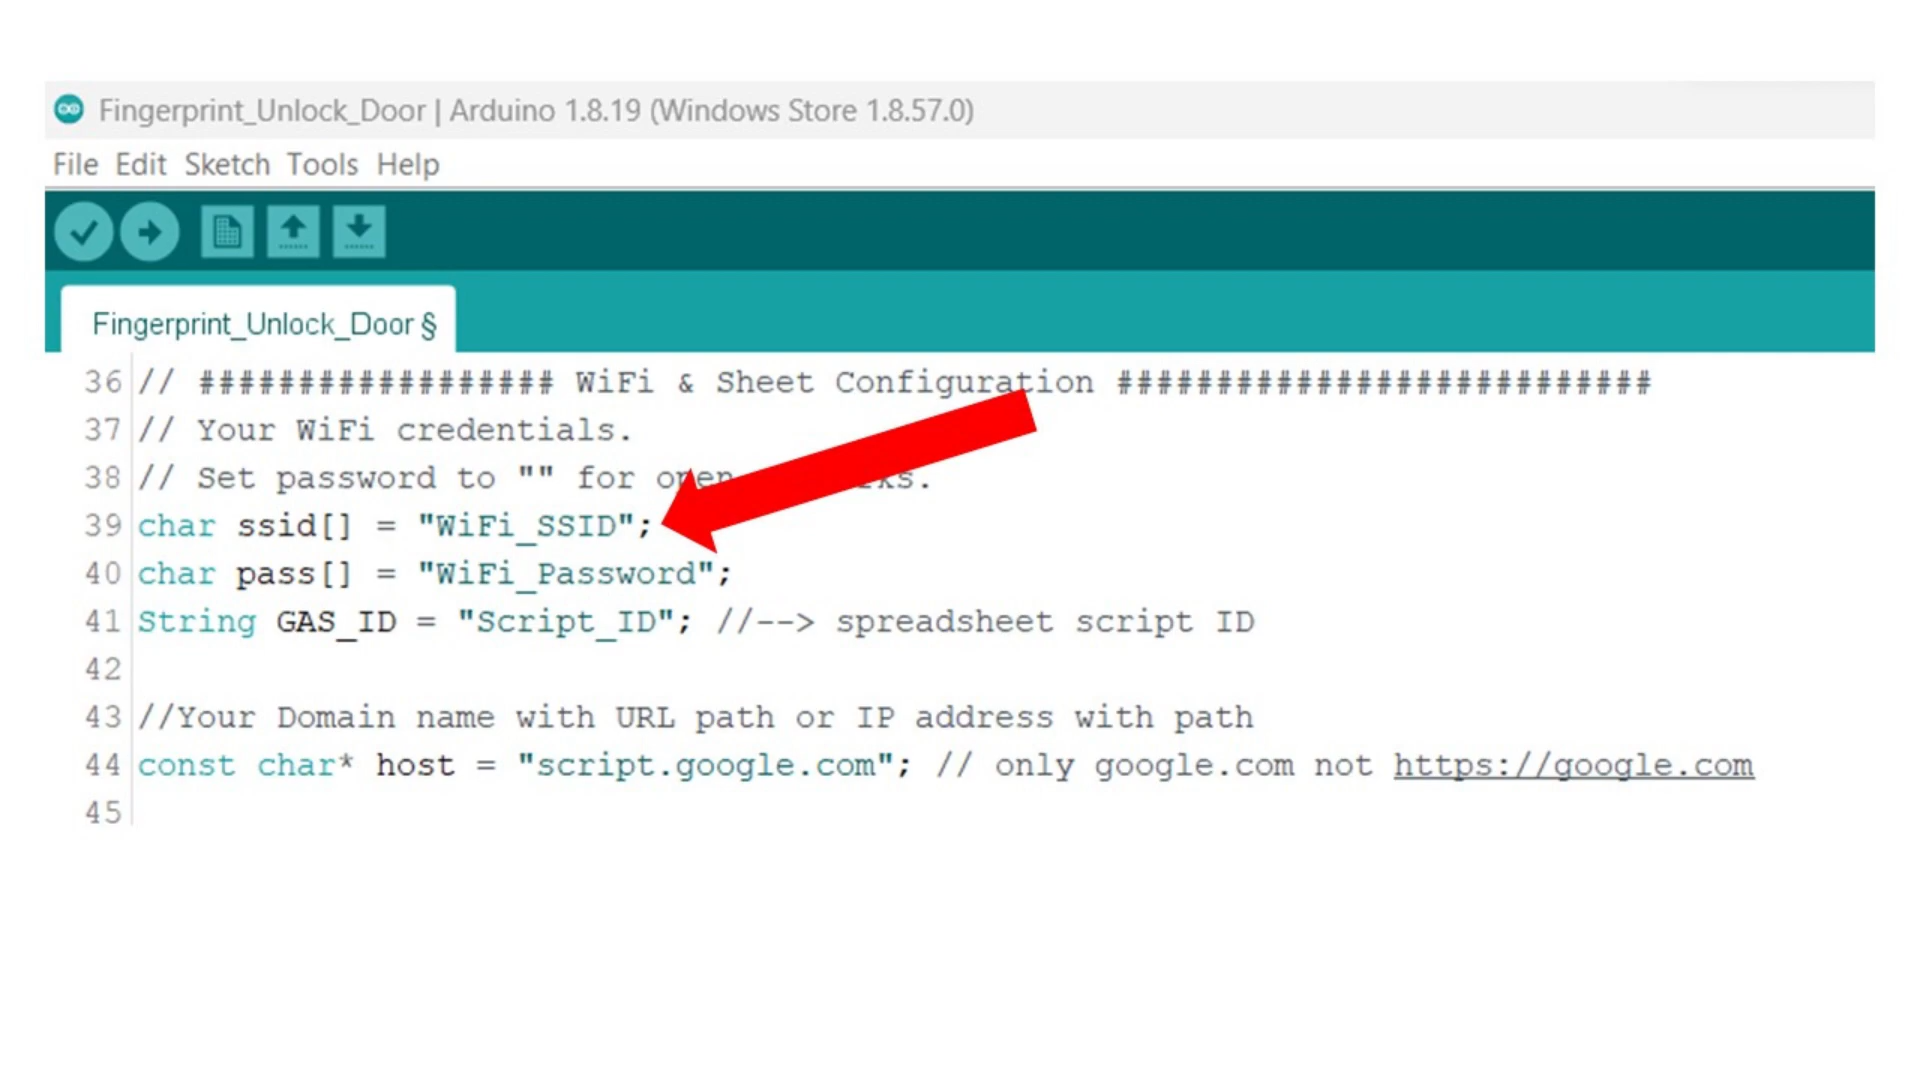 Fingerprint_Unlock_Door | Arduino 1.8.19 (Windows Store 1.8.57.0)
File Edit Sketch Tools Help
Fingerprint_Unlock_Door §
36 // ################## WiFi & Sheet Configuration ###########################
37 // Your WiFi credentials.
38 // Set password to "" for open
39 char ssid[] = "WiFi_SSID";
40 char pass[] = "WiFi_Password";
41 String GAS_ID = "Script_ID"; //--> spreadsheet script ID
42
43 //Your Domain name with URL path or IP address with path
44 const char* host = "script.google.com"; // only google.com not https://google.com
45